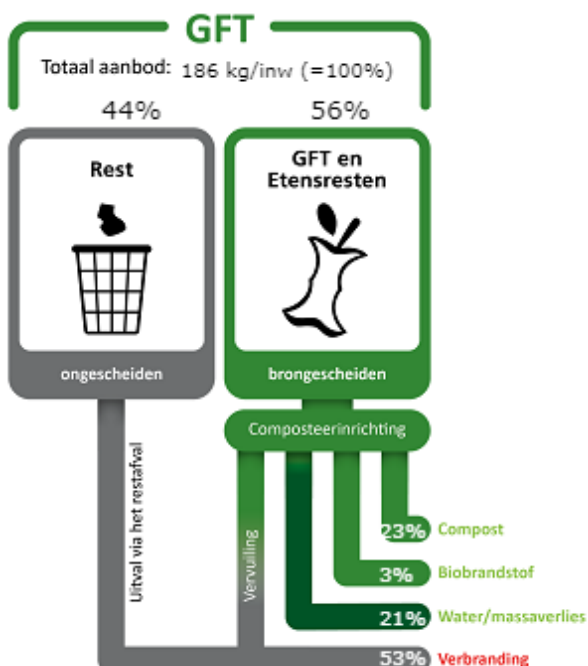 GFT
Totaal aanbod: 186 kg/inw (=100%)
44%
56%
Rest
GFT en
Etensresten
ongescheiden
brongescheiden
Composteerinrichting
Uitval via het restafval
Vervuiling
23% Compost
3% Biobrandstof
21% Water/massaverlies
53% Verbranding